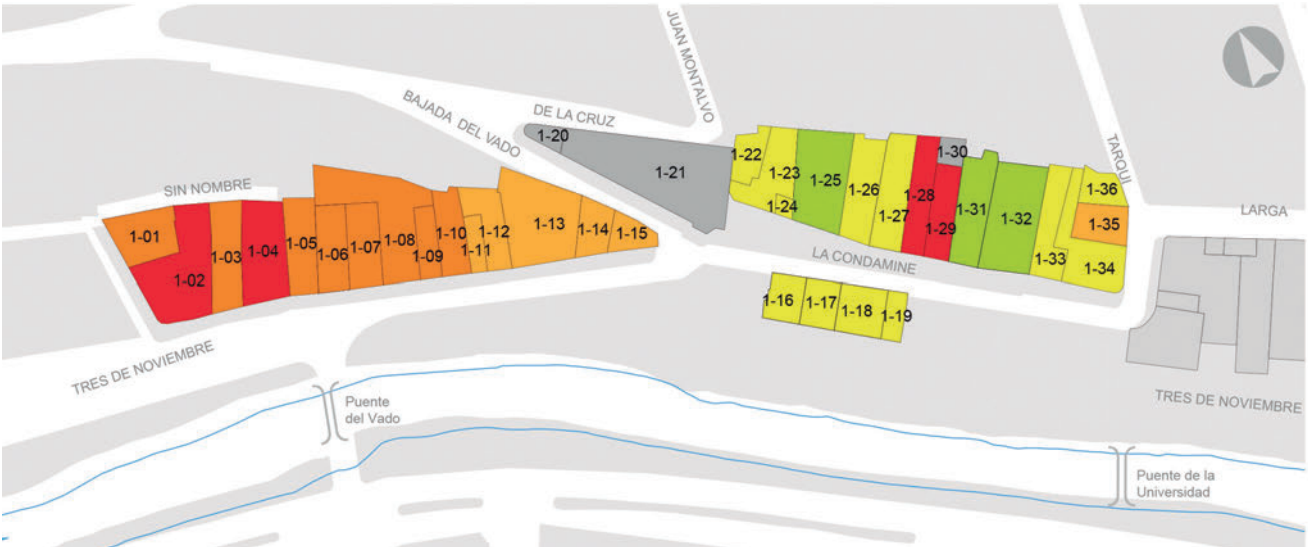 JUAN MONTALVO
BAJADA DEL VADO
DE LA CRUZ
TARQUI
SIN NOMBRE
LARGA
LA CONDAMINE
TRES DE NOVIEMBRE
TRES DE NOVIEMBRE
Puente
del Vado
Puente de la
Universidad
1-01
1-02
1-03
1-04
1-05
1-06
1-07
1-08
1-09
1-10
1-11
1-12
1-13
1-14
1-15
1-16
1-17
1-18
1-19
1-20
1-21
1-22
1-23
1-24
1-25
1-26
1-27
1-28
1-29
1-30
1-31
1-32
1-33
1-34
1-35
1-36